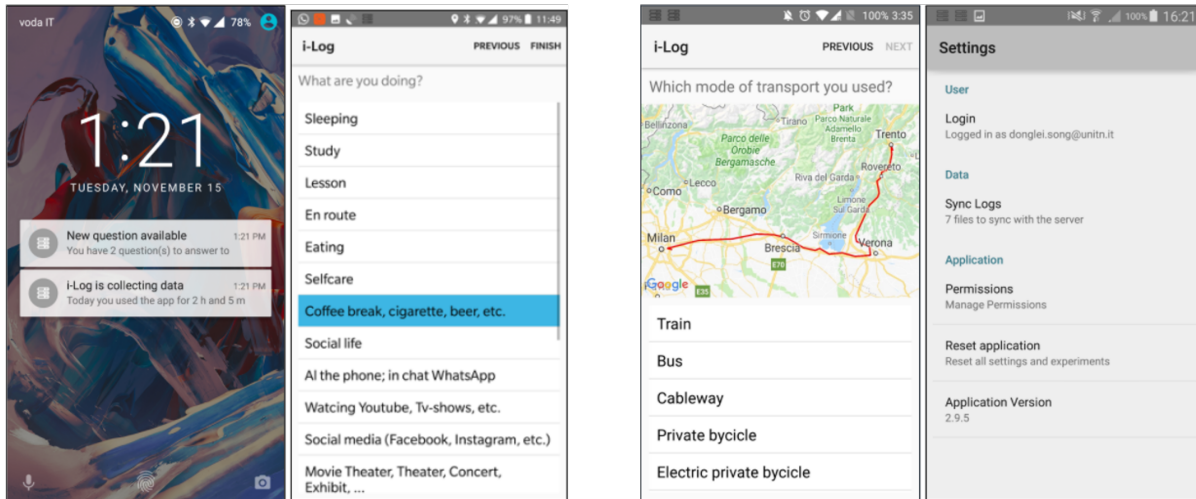 voda IT
78%
1:21
TUESDAY, NOVEMBER 15
New question available 1:21 PM
You have 2 question(s) to answer to
i-Log is collecting data 1:21 PM
Today you used the app for 2 h and 5 m
97% 11:49
i-Log PREVIOUS FINISH
What are you doing?
Sleeping
Study
Lesson
En route
Eating
Selfcare
Coffee break, cigarette, beer, etc.
Social life
Al the phone; in chat WhatsApp
Watcing Youtube, Tv-shows, etc.
Social media (Facebook, Instagram, etc.)
Movie Theater, Theater, Concert,
Exhibit, ...
100% 3:35
i-Log PREVIOUS NEXT
Which mode of transport you used?
Bellinzona
Tirano
Park
Parco Naturale
Adamello
Brenta
Trento
Parco delle
Orobie
Bergamasche
Rovereto
Riva del Garda
Como
Lecco
Bergamo
Limone
Sul Garda
Milan
Sirmione
Verona
Brescia
E70
Google
E35
Train
Bus
Cableway
Private bycicle
Electric private bycicle
100% 16:21
Settings
User
Login
Logged in as donglei.song@unitn.it
Data
Sync Logs
7 files to sync with the server
Application
Permissions
Manage Permissions
Reset application
Reset all settings and experiments
Application Version
2.9.5